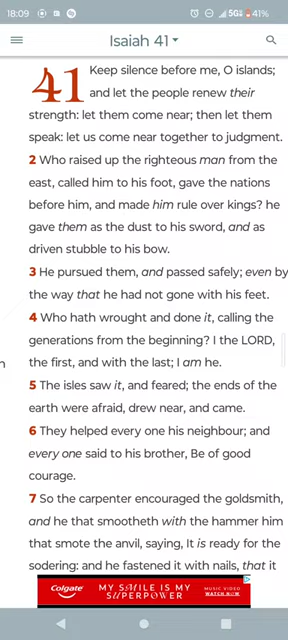 18:09
5G 41%
Isaiah 41
41 Keep silence before me, O islands;
and let the people renew their
strength: let them come near; then let them
speak: let us come near together to judgment.
2 Who raised up the righteous man from the
east, called him to his foot, gave the nations
before him, and made him rule over kings? he
gave them as the dust to his sword, and as
driven stubble to his bow.
3 He pursued them, and passed safely; even by
the way that he had not gone with his feet.
4 Who hath wrought and done it, calling the
generations from the beginning? I the LORD,
the first, and with the last; I am he.
5 The isles saw it, and feared; the ends of the
earth were afraid, drew near, and came.
6 They helped every one his neighbour; and
every one said to his brother, Be of good
courage.
7 So the carpenter encouraged the goldsmith,
and he that smootheth with the hammer him
that smote the anvil, saying, It is ready for the
sodering: and he fastened it with nails, that it
Colgate
MY SMILE IS MY
SUPERPOWER
MUSIC VIDEO
WATCH NOW